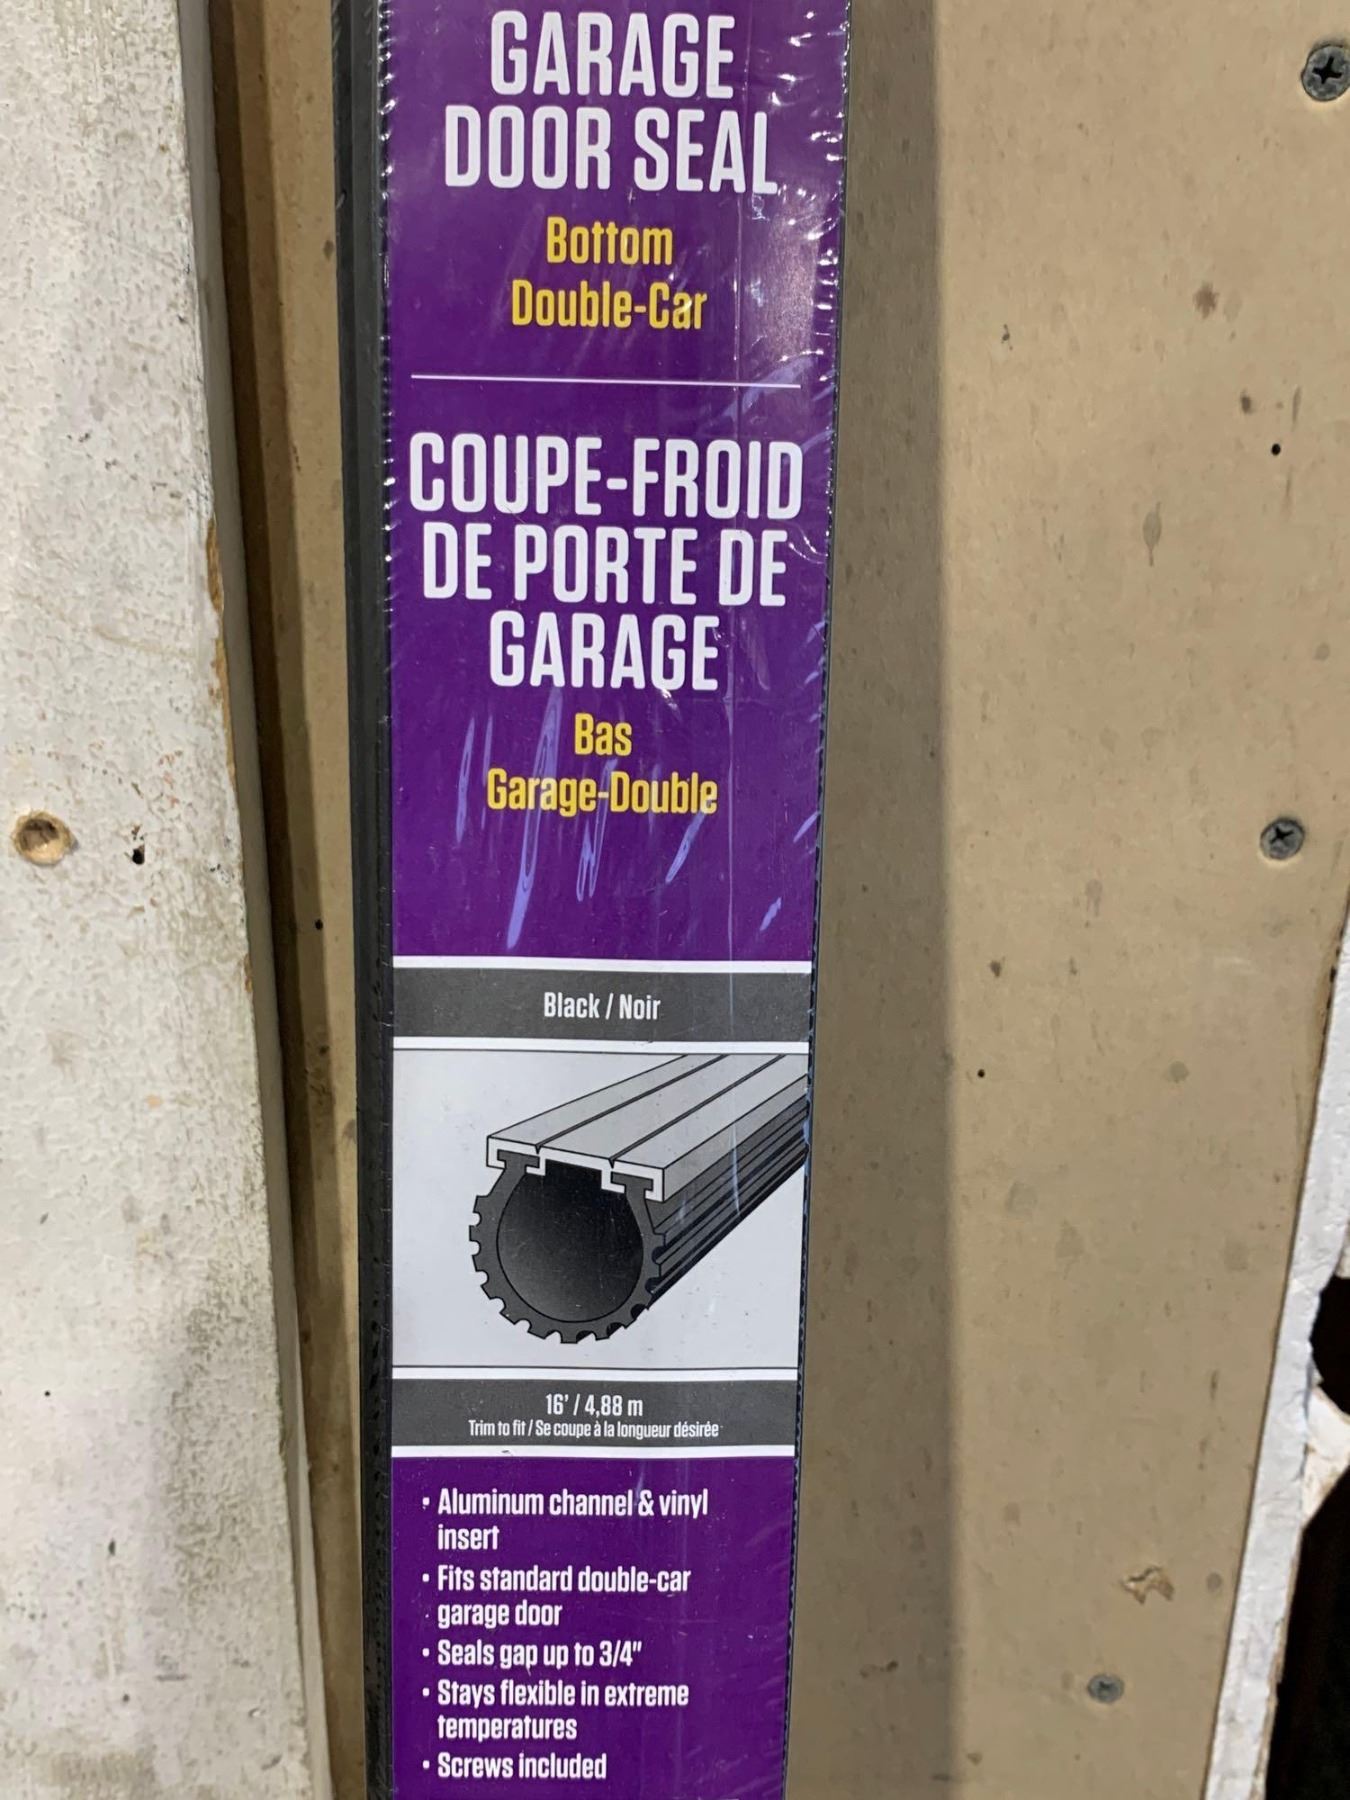 GARAGE
DOOR SEAL
Bottom
Double-Car
COUPE-FROID
DE PORTE DE
GARAGE
Bas
Garage-Double
Black / Noir
16' / 4,88 m
Trim to fit / Se coupe à la longueur désirée
• Aluminum channel & vinyl
insert
• Fits standard double-car
garage door
• Seals gap up to 3/4"
• Stays flexible in extreme
temperatures
• Screws included